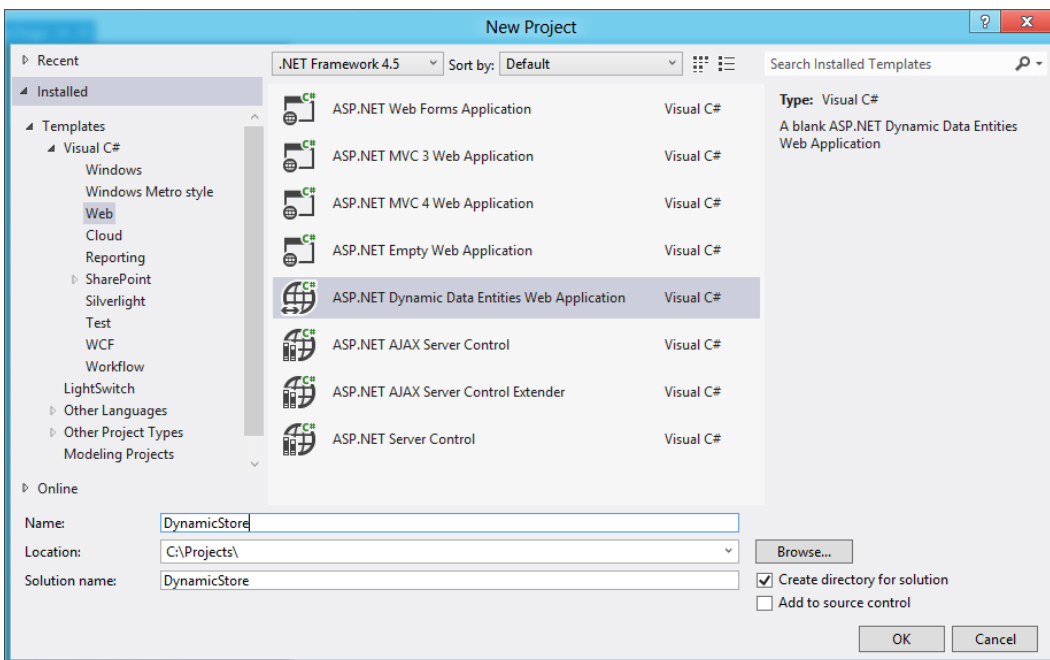 New Project
? x
Recent
Installed
Templates
Visual C#
Windows
Windows Metro style
Web
Cloud
Reporting
SharePoint
Silverlight
Test
WCF
Workflow
LightSwitch
Other Languages
Other Project Types
Modeling Projects
Online
.NET Framework 4.5
Sort by: Default
C# ASP.NET Web Forms Application Visual C#
C# ASP.NET MVC 3 Web Application Visual C#
C# ASP.NET MVC 4 Web Application Visual C#
C# ASP.NET Empty Web Application Visual C#
C# ASP.NET Dynamic Data Entities Web Application Visual C#
C# ASP.NET AJAX Server Control Visual C#
C# ASP.NET AJAX Server Control Extender Visual C#
C# ASP.NET Server Control Visual C#
Search Installed Templates
Type: Visual C#
A blank ASP.NET Dynamic Data Entities
Web Application
Name: DynamicStore
Location: C:\Projects\
Browse...
Solution name: DynamicStore
Create directory for solution
Add to source control
OK Cancel